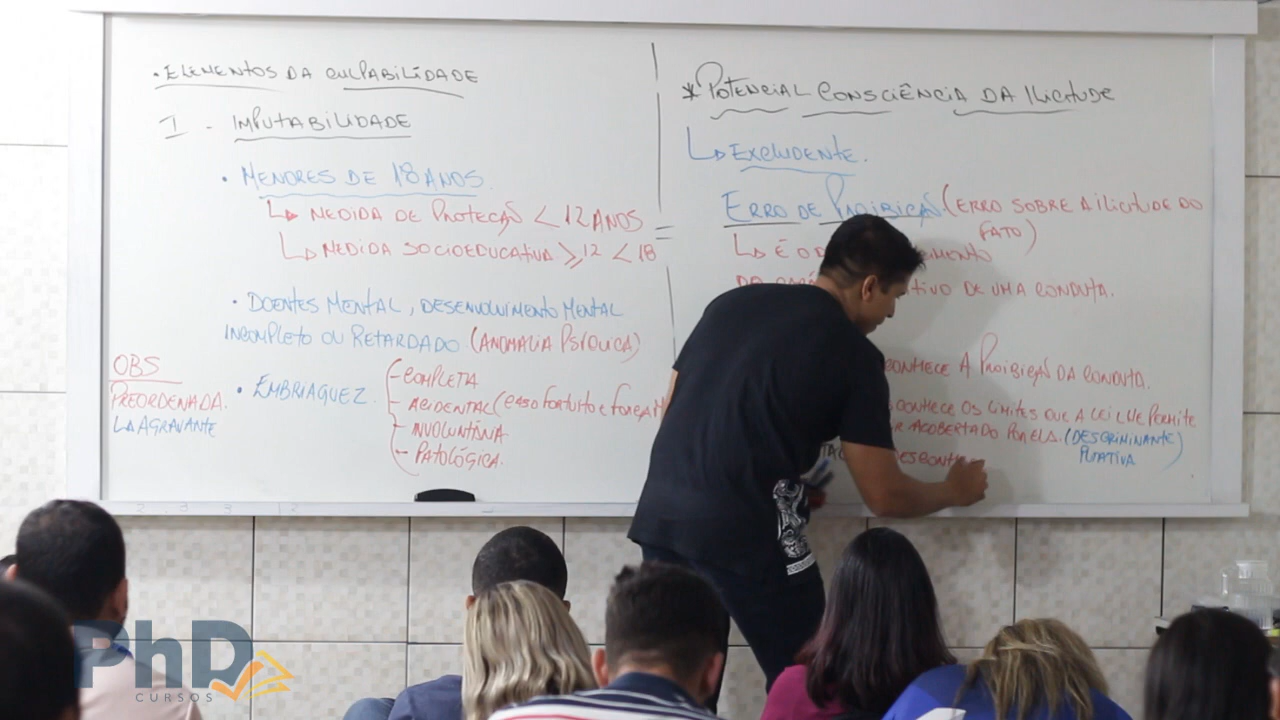 • ELEMENTOS DA CULPABILIDADE
I - IMPUTABILIDADE
• MENORES DE 18 ANOS.
↳ MEDIDA DE PROTEÇÃO < 12 ANOS
↳ MEDIDA SOCIOEDUCATIVA ≥ 12 < 18
• DOENTES MENTAL, DESENVOLVIMENTO MENTAL
INCOMPLETO OU RETARDADO (ANOMALIA PSÍQUICA)
OBS
PREORDENADA.
↳ AGRAVANTE
• EMBRIAGUEZ
- COMPLETA
- ACIDENTAL (CASO FORTUITO E FORÇA M
- INVOLUNTÁRIA
- PATOLÓGICA.
* POTENCIAL CONSCIÊNCIA DA ILICITUDE
↳ EXCLUDENTE.
ERRO DE PROIBIÇÃO (ERRO SOBRE A ILICITUDE DO
FATO)
↳ É O
DE UMA CONDUTA.
CONHECE A PROIBIÇÃO DA CONDUTA.
CONHECE OS LIMITES QUE A LEI LHE PERMITE
ACOBERTADO POR ELA. (DESCRIMINANTE
PUTATIVA)
PhD
CURSOS